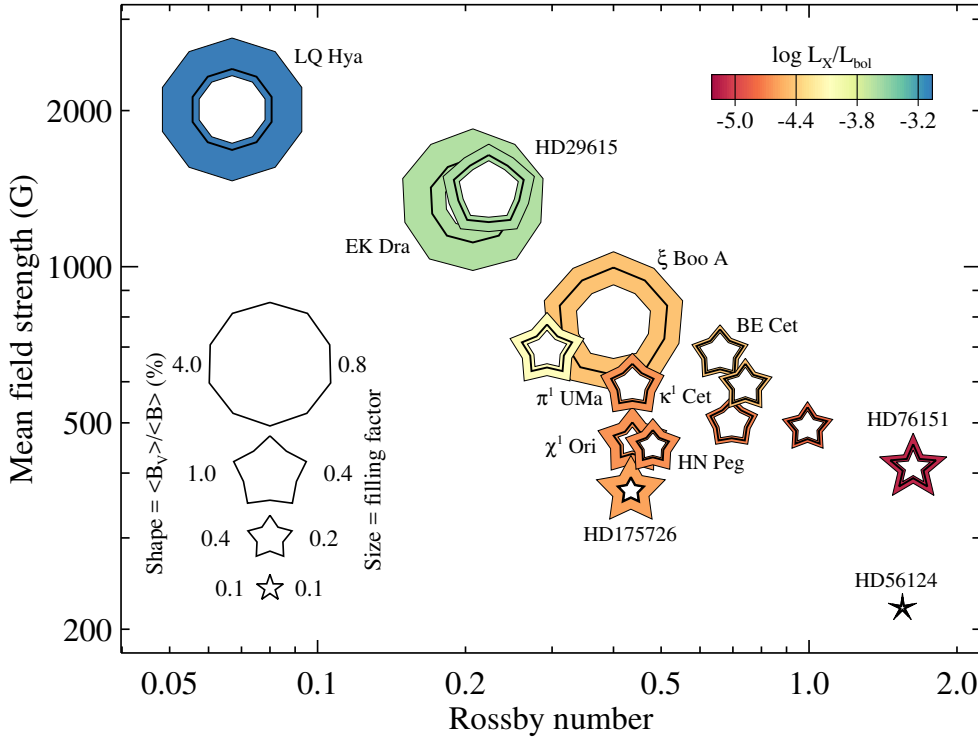 LQ Hya
log L_X/L_bol
-5.0 -4.4 -3.8 -3.2
HD29615
EK Dra
ξ Boo A
BE Cet
π¹ UMa
κ¹ Cet
χ¹ Ori
HN Peg
HD76151
HD175726
HD56124
4.0 0.8
1.0 0.4
0.4 0.2
0.1 0.1
Shape = <B_V>/<B> (%)
Size = filling factor
Mean field strength (G)
2000
1000
500
200
0.05 0.1 0.2 0.5 1.0 2.0
Rossby number